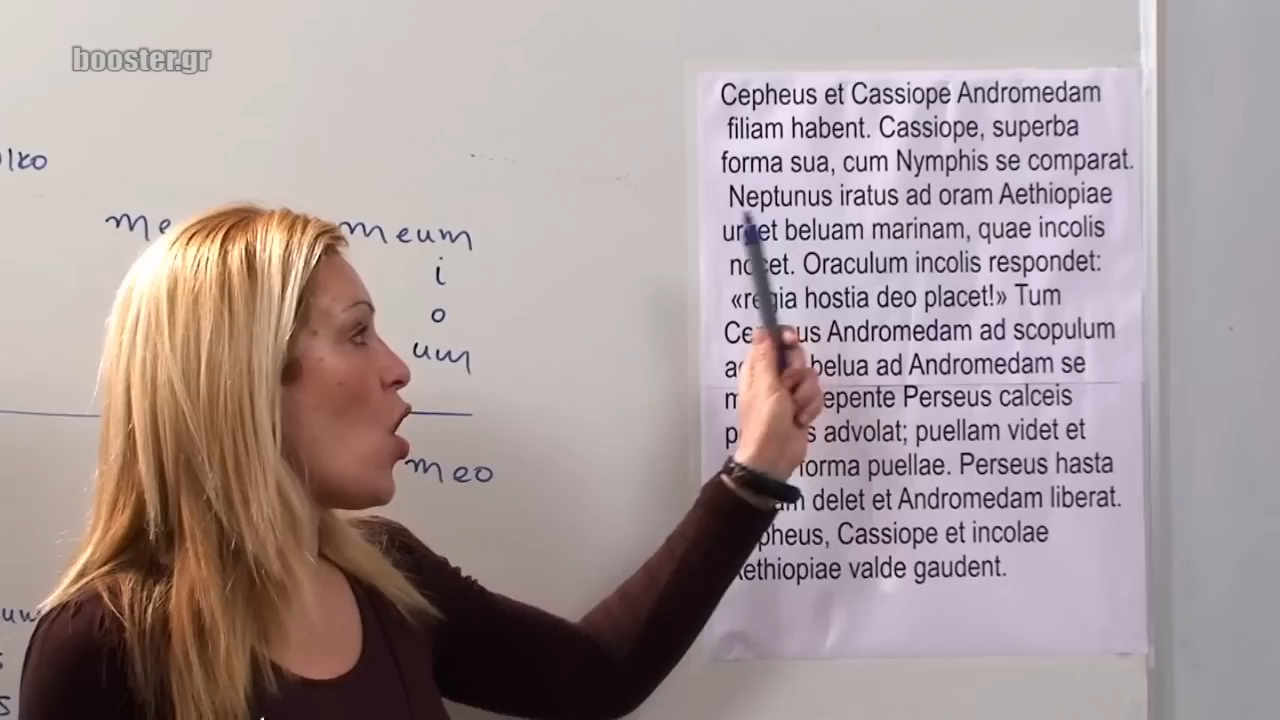 booster.gr
ιko
meum
i
o
um
meo
Cepheus et Cassiope Andromedam
filiam habent. Cassiope, superba
forma sua, cum Nymphis se comparat.
Neptunus iratus ad oram Aethiopiae
beluam marinam, quae incolis
Oraculum incolis respondet:
hostia deo placet!» Tum
Andromedam ad scopulum
belua ad Andromedam se
Perseus calceis
advolat; puellam videt et
forma puellae. Perseus hasta
delet et Andromedam liberat.
Cassiope et incolae
Aethiopiae valde gaudent.